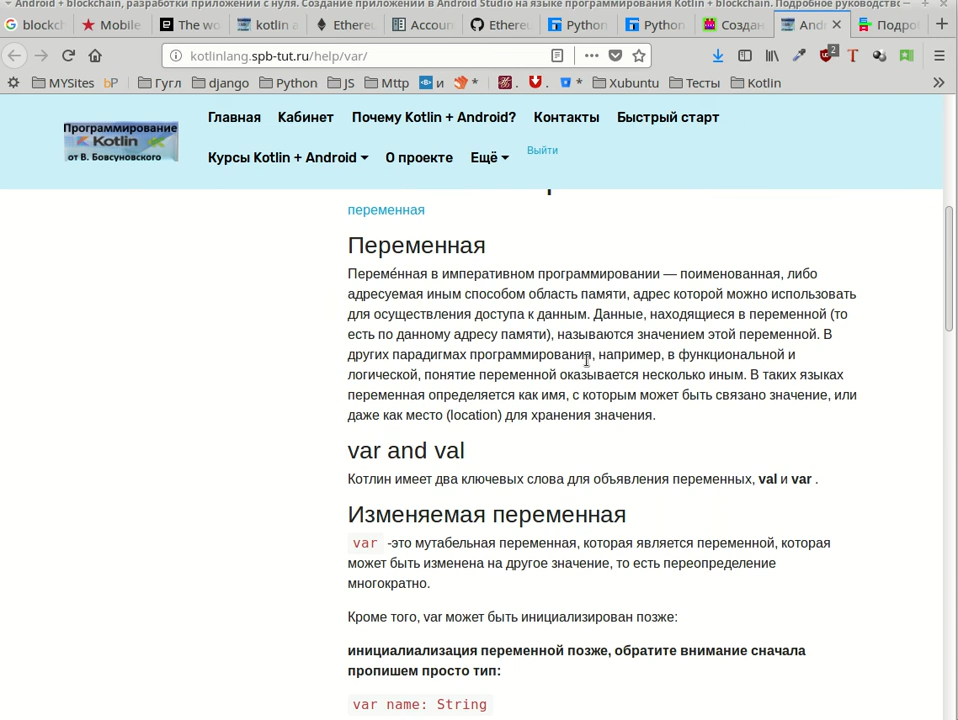 Android + blockchain, разработки приложений с нуля. Создание приложений в Android Studio на языке программирования Kotlin + blockchain. Подробное руководство
blockch
Mobile
The wo
kotlin а
Ethere
Accou
Ethere
Python
Python
Создан
And
Подро
kotlinlang.spb-tut.ru/help/var/
2
MYSites
bP
Гугл
django
Python
JS
Mttp
и
*
.
.
*
Xubuntu
Тесты
Kotlin
Программирование
Kotlin
от В. Бовсуновского
Главная Кабинет Почему Kotlin + Android? Контакты Быстрый старт
Курсы Kotlin + Android О проекте Ещё Выйти
переменная
Переменная
Переме́нная в императивном программировании — поименованная, либо
адресуемая иным способом область памяти, адрес которой можно использовать
для осуществления доступа к данным. Данные, находящиеся в переменной (то
есть по данному адресу памяти), называются значением этой переменной. В
других парадигмах программирования, например, в функциональной и
логической, понятие переменной оказывается несколько иным. В таких языках
переменная определяется как имя, с которым может быть связано значение, или
даже как место (location) для хранения значения.
var and val
Котлин имеет два ключевых слова для объявления переменных, val и var .
Изменяемая переменная
var -это мутабельная переменная, которая является переменной, которая
может быть изменена на другое значение, то есть переопределение
многократно.
Кроме того, var может быть инициализирован позже:
инициалиализация переменной позже, обратите внимание сначала
пропишем просто тип:
var name: String